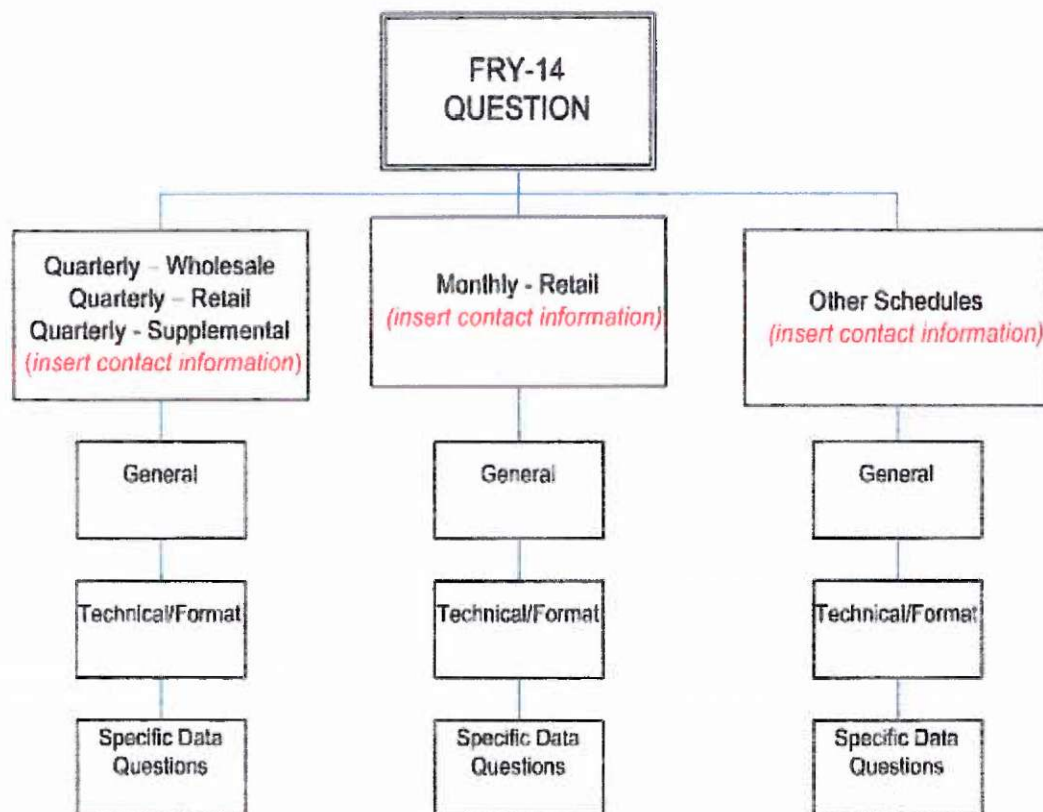 FRY-14
QUESTION
Quarterly – Wholesale
Quarterly – Retail
Quarterly - Supplemental
(insert contact information)
Monthly - Retail
(insert contact information)
Other Schedules
(insert contact information)
General
General
General
Technical/Format
Technical/Format
Technical/Format
Specific Data
Questions
Specific Data
Questions
Specific Data
Questions